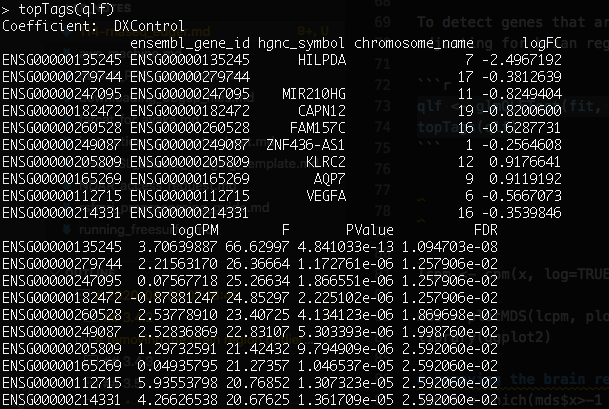 > topTags(qlf)
Coefficient:  DXControl
                ensembl_gene_id hgnc_symbol chromosome_name      logFC
ENSG00000135245 ENSG00000135245      HILPDA               7 -2.4967192
ENSG00000279744 ENSG00000279744                          17 -0.3812639
ENSG00000247095 ENSG00000247095    MIR210HG              11 -0.8249404
ENSG00000182472 ENSG00000182472      CAPN12              19 -0.8200600
ENSG00000260528 ENSG00000260528     FAM157C              16 -0.6287731
ENSG00000249087 ENSG00000249087  ZNF436-AS1               1 -0.2564608
ENSG00000205809 ENSG00000205809       KLRC2              12  0.9176641
ENSG00000165269 ENSG00000165269        AQP7               9  0.9119192
ENSG00000112715 ENSG00000112715       VEGFA               6 -0.5667073
ENSG00000214331 ENSG00000214331                          16 -0.3539846
                     logCPM        F       PValue          FDR
ENSG00000135245  3.70639887 66.62997 4.841033e-13 1.094703e-08
ENSG00000279744  2.21563170 26.36664 1.172761e-06 1.257906e-02
ENSG00000247095  0.07567718 25.26634 1.866551e-06 1.257906e-02
ENSG00000182472 -0.87881247 24.85297 2.225102e-06 1.257906e-02
ENSG00000260528  2.53778910 23.40725 4.134123e-06 1.869698e-02
ENSG00000249087  2.52836869 22.83107 5.303393e-06 1.998760e-02
ENSG00000205809  1.29732591 21.42432 9.794909e-06 2.592060e-02
ENSG00000165269  0.04935795 21.27357 1.046537e-05 2.592060e-02
ENSG00000112715  5.93553798 20.76852 1.307323e-05 2.592060e-02
ENSG00000214331  4.26626538 20.67625 1.361709e-05 2.592060e-02